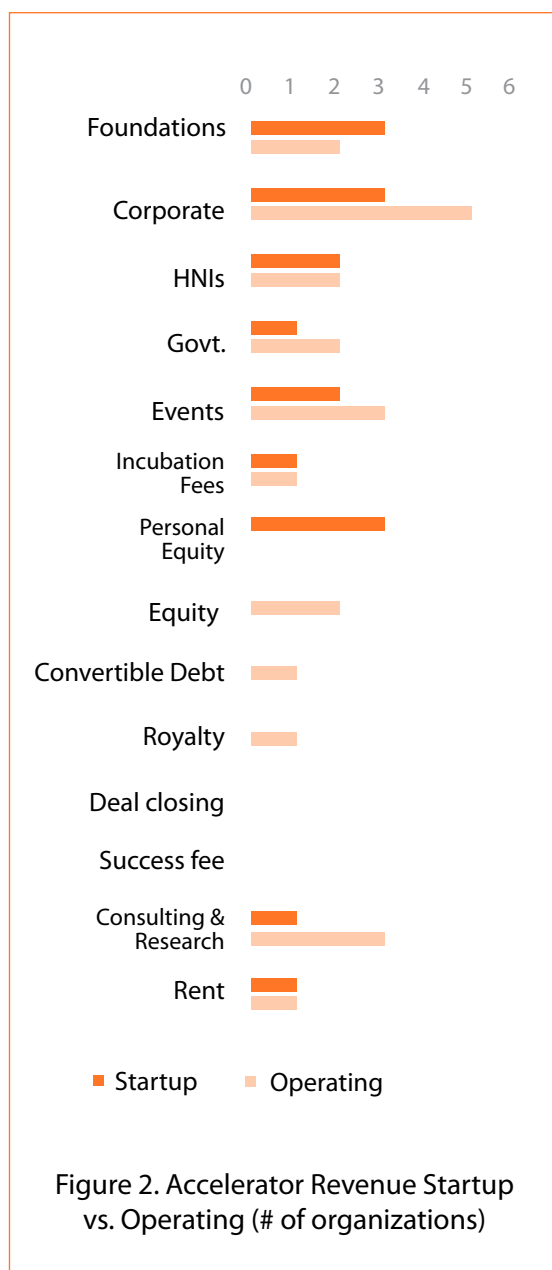 0 1 2 3 4 5 6
Foundations
Corporate
HNIs
Govt.
Events
Incubation
Fees
Personal
Equity
Equity
Convertible Debt
Royalty
Deal closing
Success fee
Consulting &
Research
Rent
Startup Operating
Figure 2. Accelerator Revenue Startup
vs. Operating (# of organizations)